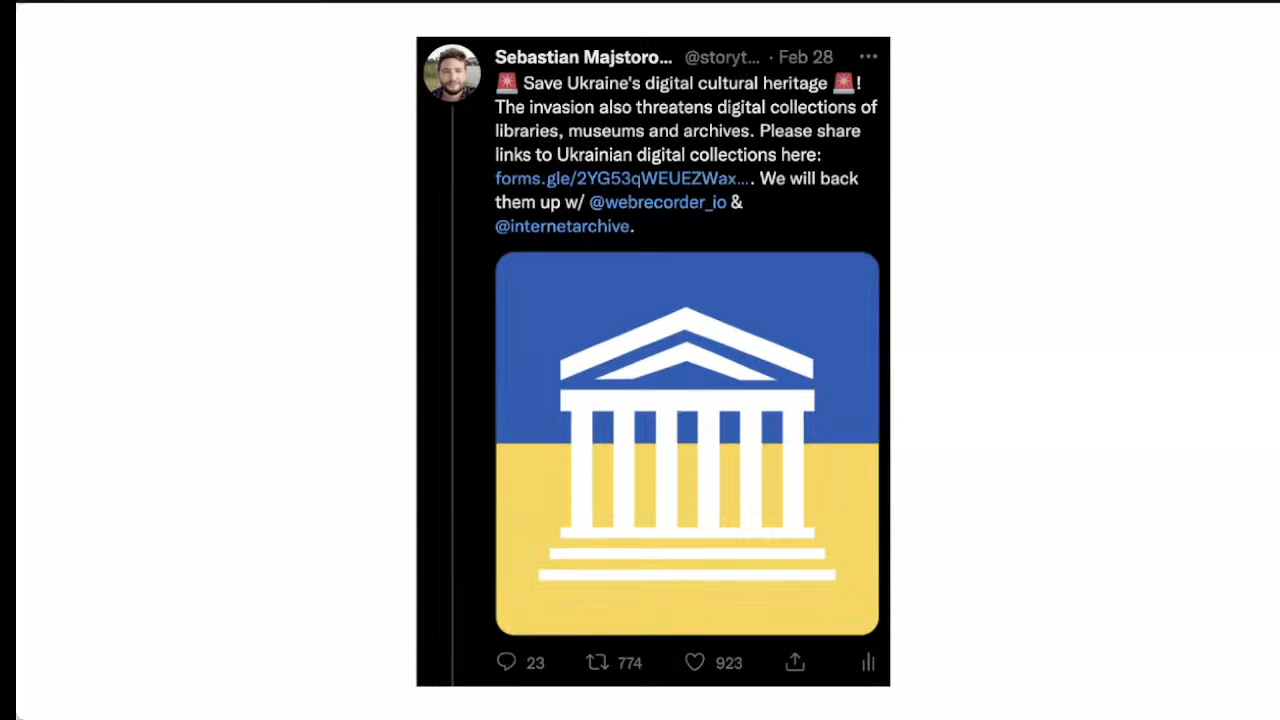 Sebastian Majstoro... @storyt... · Feb 28
🚨 Save Ukraine's digital cultural heritage 🚨!
The invasion also threatens digital collections of
libraries, museums and archives. Please share
links to Ukrainian digital collections here:
forms.gle/2YG53qWEUEZWax.... We will back
them up w/ @webrecorder_io &
@internetarchive.
23 774 923